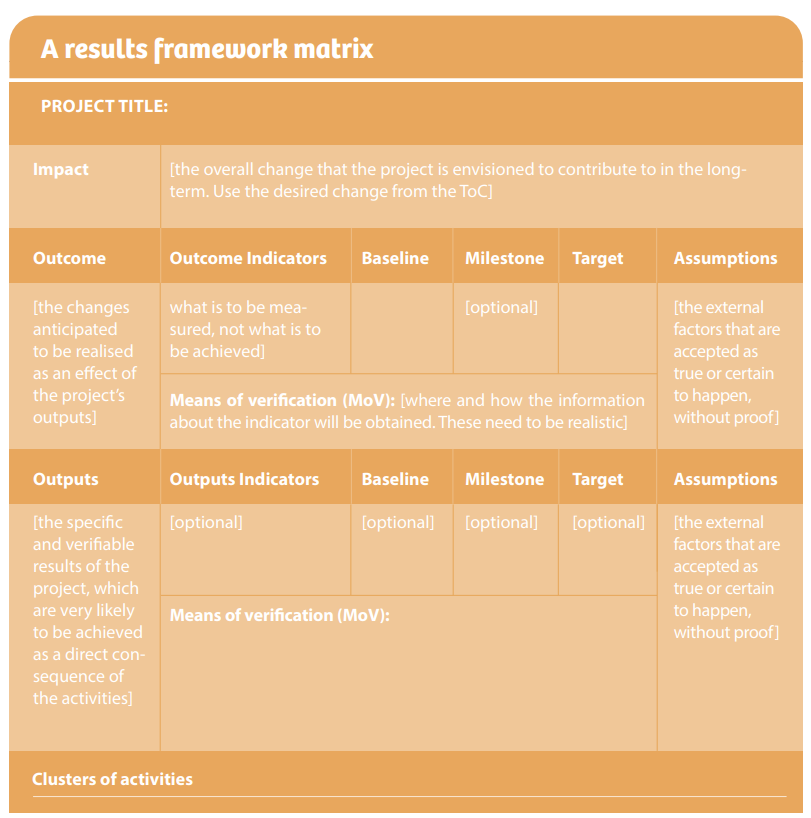 A results framework matrix
PROJECT TITLE:
Impact
[the overall change that the project is envisioned to contribute to in the long-
term. Use the desired change from the ToC]
Outcome
Outcome Indicators
Baseline
Milestone
Target
Assumptions
[the changes
anticipated
to be realised
as an effect of
the project's
outputs]
what is to be mea-
sured, not what is to
be achieved]
[optional]
Means of verification (MoV): [where and how the information
about the indicator will be obtained. These need to be realistic]
[the external
factors that are
accepted as
true or certain
to happen,
without proof]
Outputs
Outputs Indicators
Baseline
Milestone
Target
Assumptions
[the specific
and verifiable
results of the
project, which
are very likely
to be achieved
as a direct con-
sequence of
the activities]
[optional]
[optional]
[optional]
[optional]
Means of verification (MoV):
[the external
factors that are
accepted as
true or certain
to happen,
without proof]
Clusters of activities